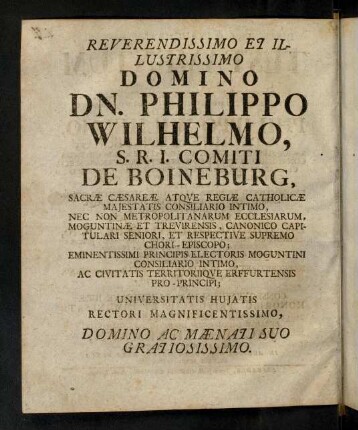 REVERENDISSIMO ET IL-
LUSTRISSIMO
DOMINO
DN. PHILIPPO
WILHELMO,
S. R. I. COMITI
DE BOINEBURG,
SACRÆ CÆSAREÆ ATQVE REGIÆ CATHOLICÆ
MAJESTATIS CONSILIARIO INTIMO,
NEC NON METROPOLITANARUM ECCLESIARUM,
MOGUNTINÆ ET TREVIRENSIS, CANONICO CAPI-
TULARI SENIORI, ET RESPECTIVE SUPREMO
CHORI-EPISCOPO;
EMINENTISSIMI PRINCIPIS ELECTORIS MOGUNTINI
CONSILIARIO INTIMO,
AC CIVITATIS TERRITORIIQVE ERFFURTENSIS
PRO-PRINCIPI;
UNIVERSITATIS HUJATIS
RECTORI MAGNIFICENTISSIMO,
DOMINO AC MÆNATI SUO
GRATIOSISSIMO.